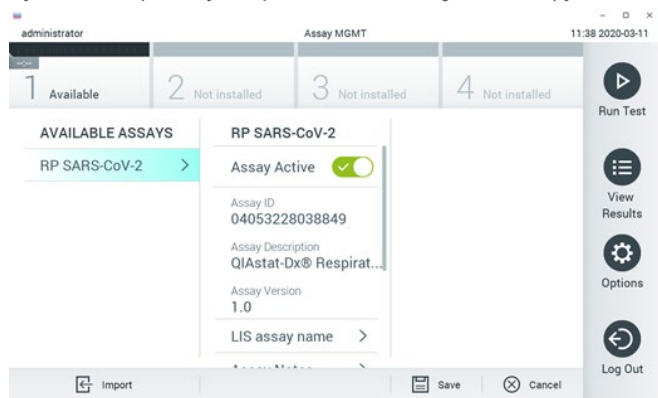 administrator Assay MGMT 11:38 2020-03-11
1 Available 2 Not installed 3 Not installed 4 Not installed
Run Test
AVAILABLE ASSAYS
RP SARS-CoV-2
RP SARS-CoV-2
Assay Active
Assay ID
04053228038849
Assay Description
QIAstat-Dx® Respirat...
Assay Version
1.0
LIS assay name
View
Results
Options
Log Out
Import
Save
Cancel